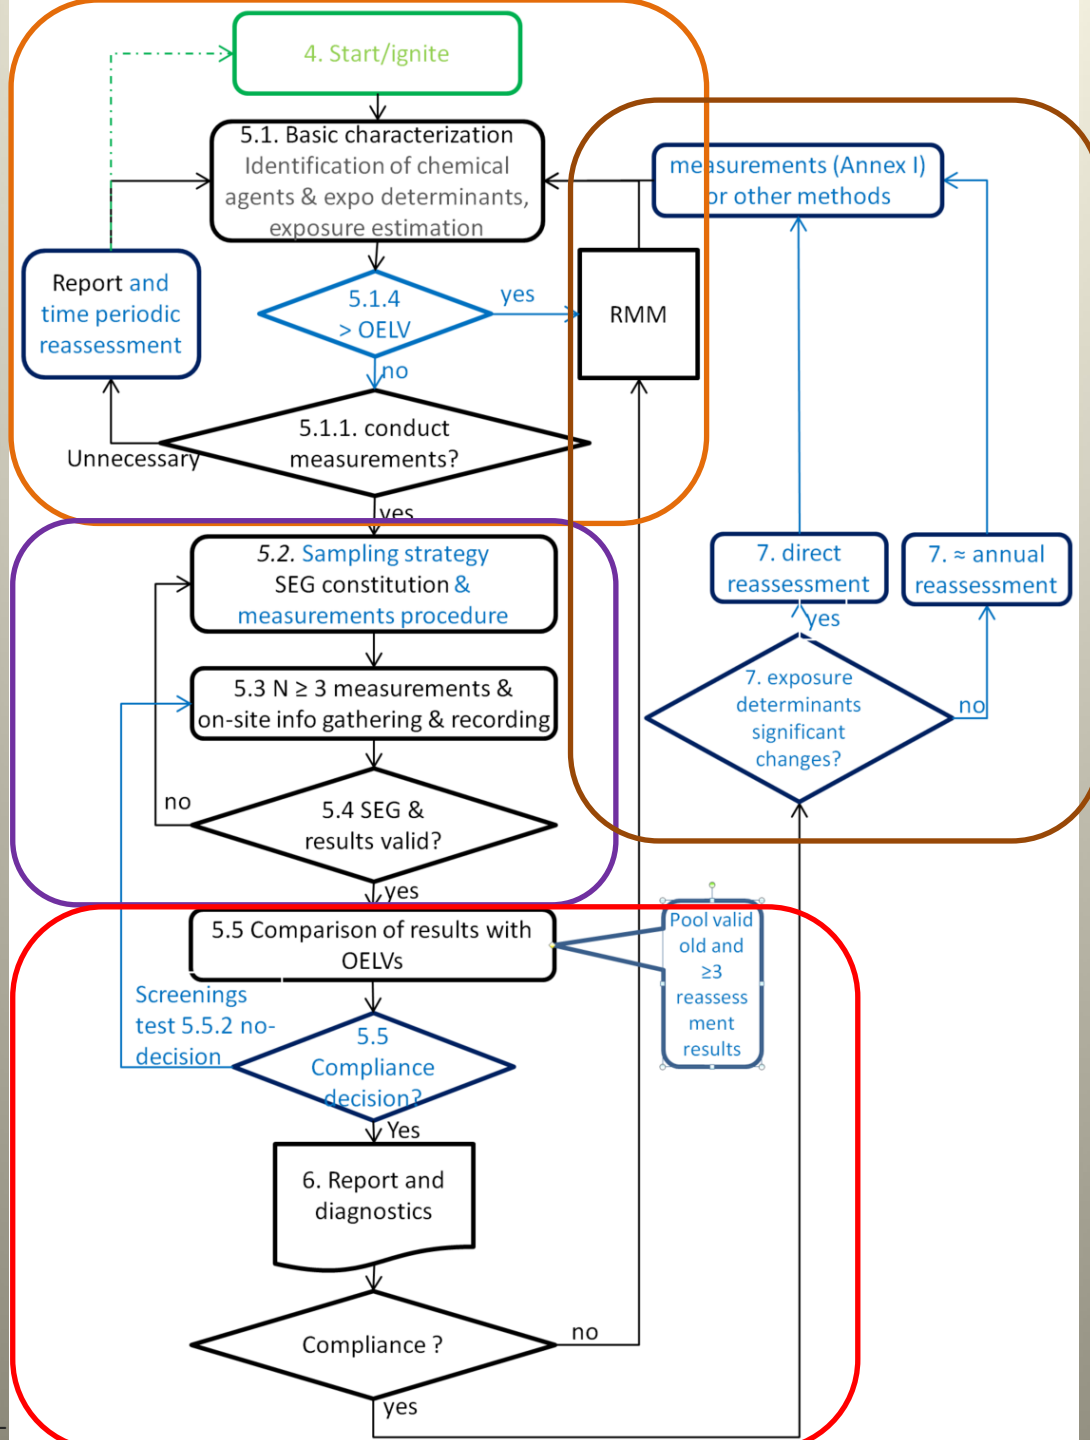 4. Start/ignite
5.1. Basic characterization
Identification of chemical
agents & expo determinants,
exposure estimation
measurements (Annex I)
or other methods
Report and
time periodic
reassessment
5.1.4
> OELV
yes
RMM
no
5.1.1. conduct
measurements?
Unnecessary
yes
5.2. Sampling strategy
SEG constitution &
measurements procedure
7. direct
reassessment
7. ≈ annual
reassessment
yes
5.3 N ≥ 3 measurements &
on-site info gathering & recording
7. exposure
determinants
significant
changes?
no
no
5.4 SEG &
results valid?
yes
5.5 Comparison of results with
OELVs
Pool valid
old and
≥3
reassess
ment
results
Screenings
test 5.5.2 no-
decision
5.5
Compliance
decision?
Yes
6. Report and
diagnostics
Compliance ?
no
yes